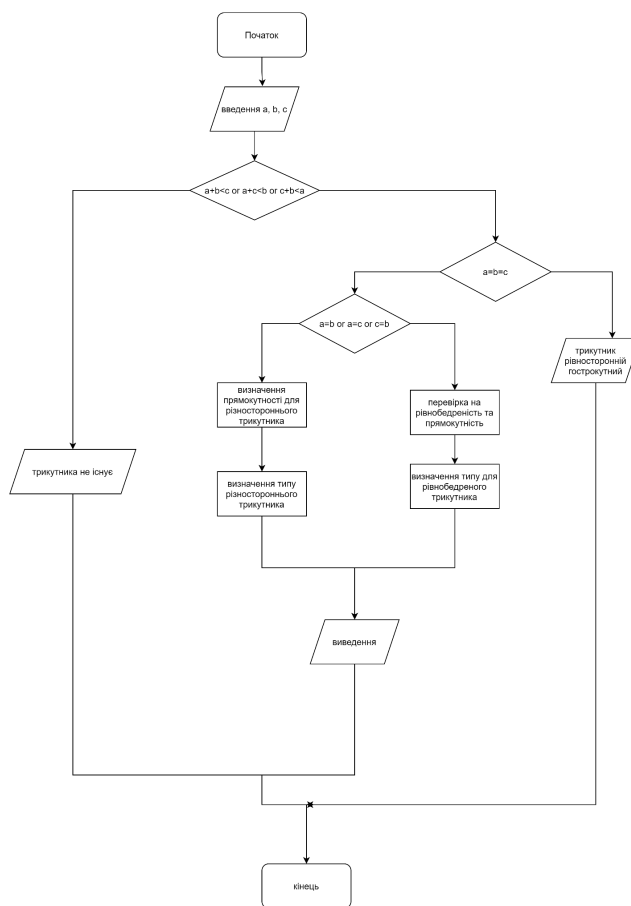 Початок
введення a, b, c
a+b<c or a+c<b or c+b<a
a=b=c
a=b or a=c or c=b
трикутник
рівносторонній
гострокутний
визначення
прямокутності для
різностороннього
трикутника
перевірка на
рівнобедреність та
прямокутність
трикутника не існує
визначення типу
різностороннього
трикутника
визначення типу для
рівнобедреного
трикутника
виведення
кінець